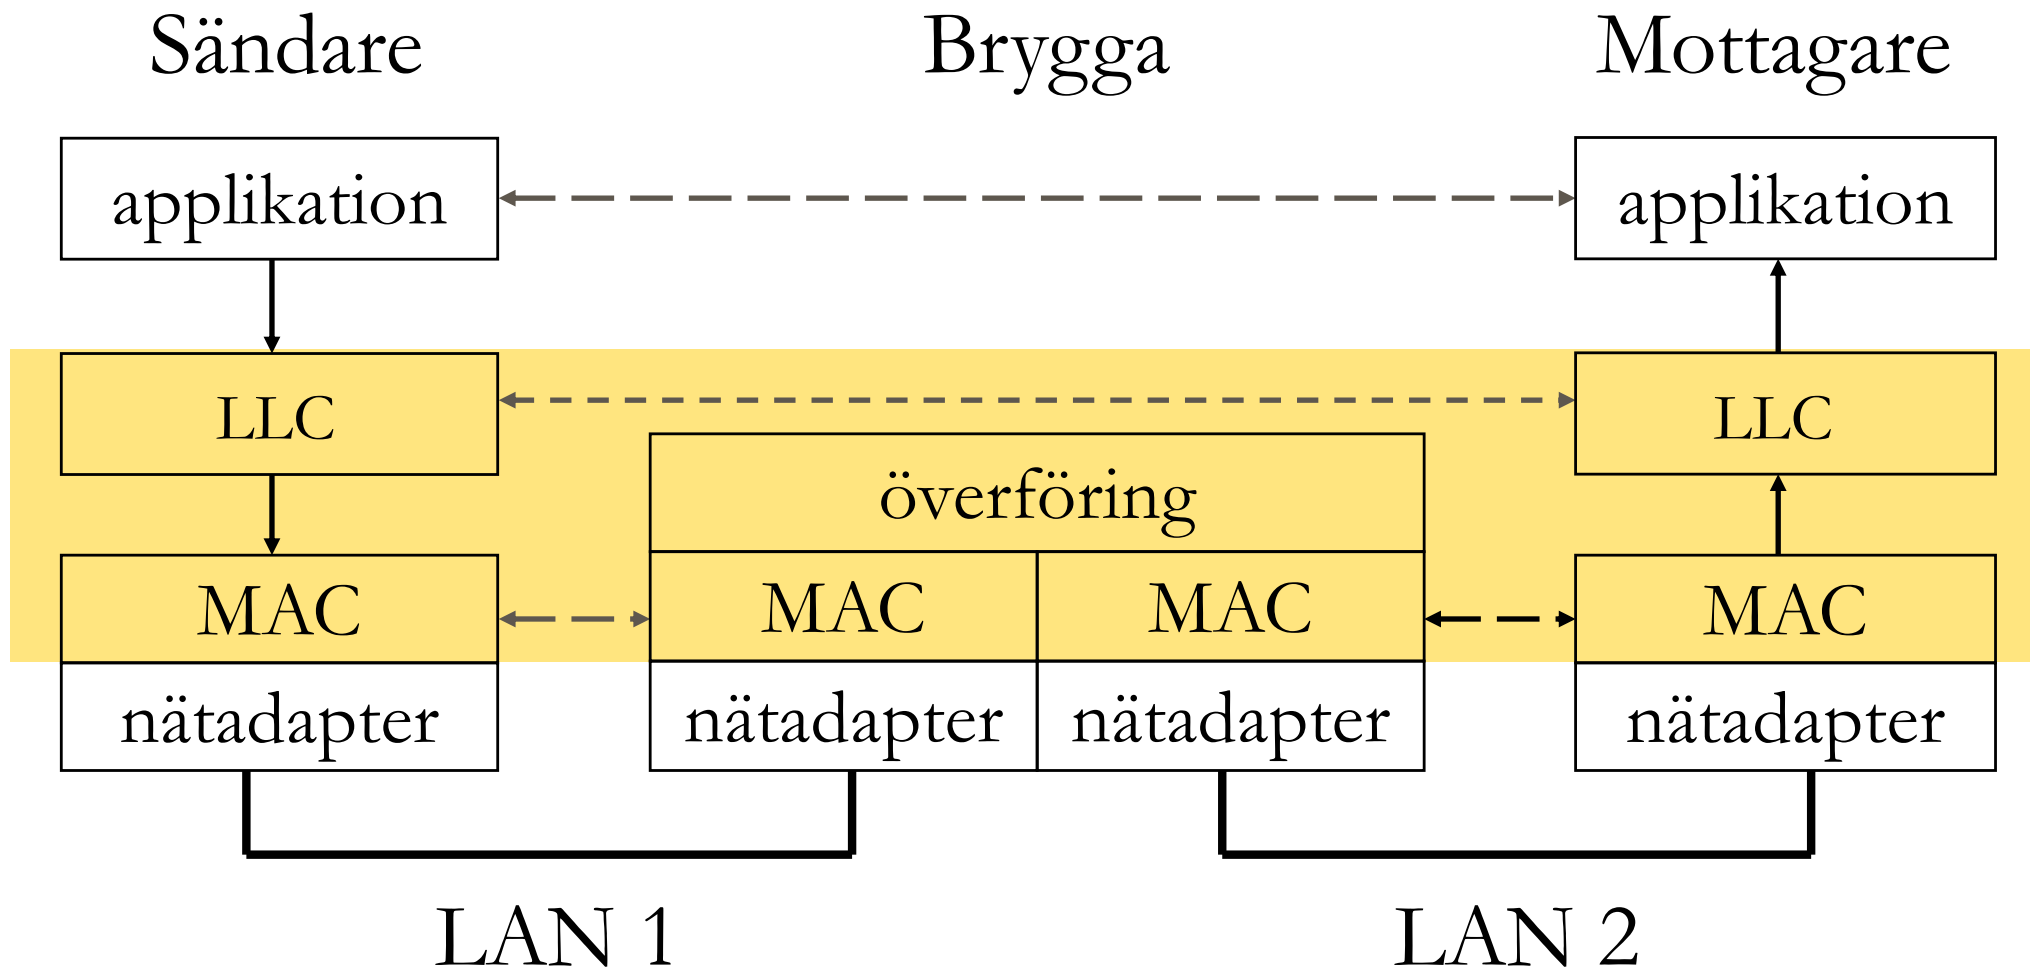 Sändare
Brygga
Mottagare
applikation
applikation
LLC
LLC
överföring
MAC
MAC
MAC
MAC
nätadapter
nätadapter
nätadapter
nätadapter
LAN 1
LAN 2